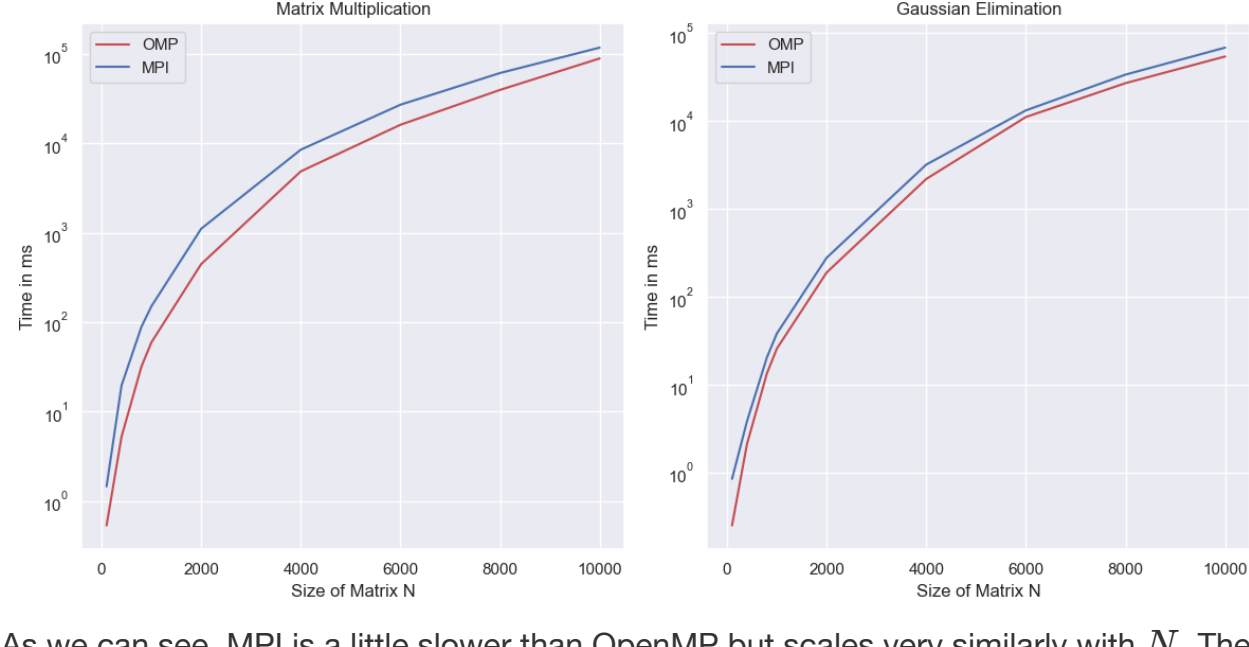 Matrix Multiplication
OMP
MPI
10^5
10^4
10^3
10^2
10^1
10^0
Time in ms
0 2000 4000 6000 8000 10000
Size of Matrix N
Gaussian Elimination
OMP
MPI
10^5
10^4
10^3
10^2
10^1
10^0
Time in ms
0 2000 4000 6000 8000 10000
Size of Matrix N
As we can see, MPI is a little slower than OpenMP but scales very similarly with N. The